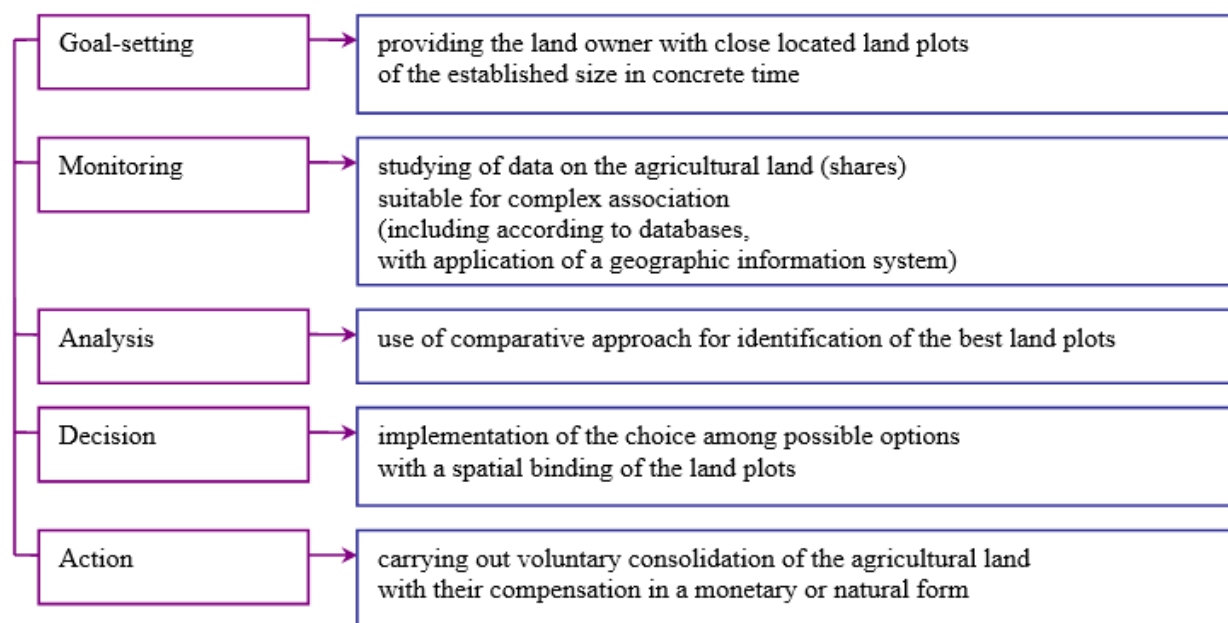 Goal-setting
providing the land owner with close located land plots
of the established size in concrete time
Monitoring
studying of data on the agricultural land (shares)
suitable for complex association
(including according to databases,
with application of a geographic information system)
Analysis
use of comparative approach for identification of the best land plots
Decision
implementation of the choice among possible options
with a spatial binding of the land plots
Action
carrying out voluntary consolidation of the agricultural land
with their compensation in a monetary or natural form